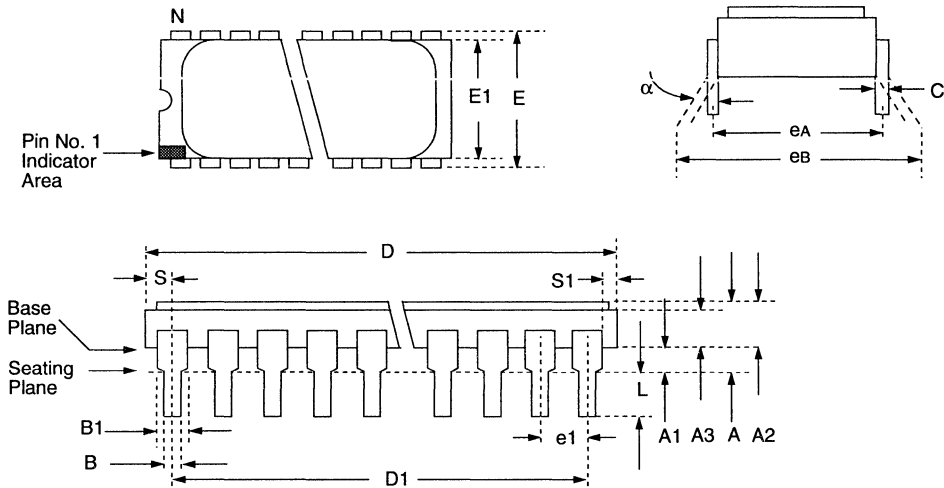 N
E1
E
Pin No. 1
Indicator
Area
α
C
eA
eB
D
S
S1
Base
Plane
Seating
Plane
L
B1
B
e1
D1
A1
A3
A
A2